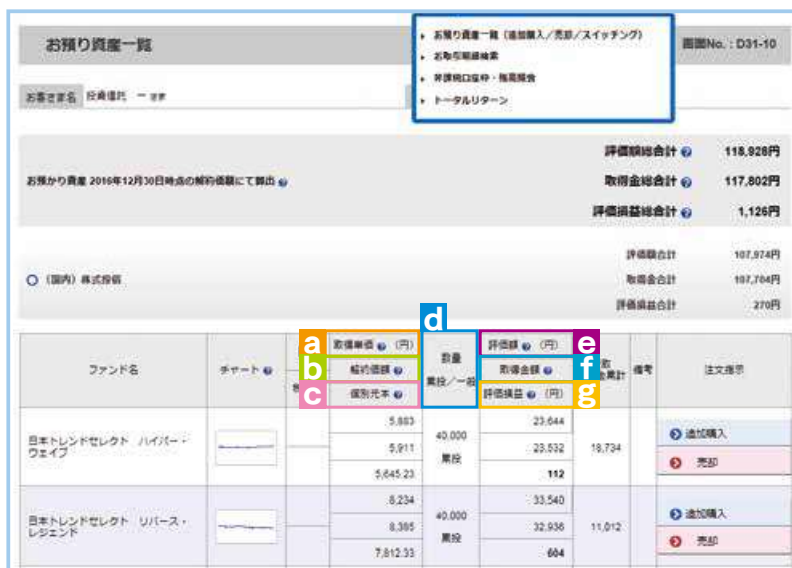 お預り資産一覧
▸ お預り資産一覧(追加購入/売却/スイッチング)
▸ お取引明細検索
▸ 非課税口座枠・残高照会
▸ トータルリターン
画面No.:D31-10
お客さま名 投資信託 一 さま
お預かり資産 2016年12月30日時点の解約価額にて算出
評価額総合計 118,928円
取得金総合計 117,802円
評価損益総合計 1,126円
○ (国内)株式投信
評価額合計 107,974円
取得金合計 107,704円
評価損益合計 270円
ファンド名
チャート
a 取得単価 (円)
b 解約価額
c 個別元本
d
数量
累投/一般
e 評価額 (円)
f 取得金額
g 評価損益 (円)
備考
注文指示
日本トレンドセレクト ハイパー・
ウェイブ
5,883
5,911
5,645.23
40,000
累投
23,644
23,532
112
18,734
追加購入
売却
日本トレンドセレクト リバース・
レジェンド
8,234
8,385
7,812.33
40,000
累投
33,540
32,936
604
11,012
追加購入
売却